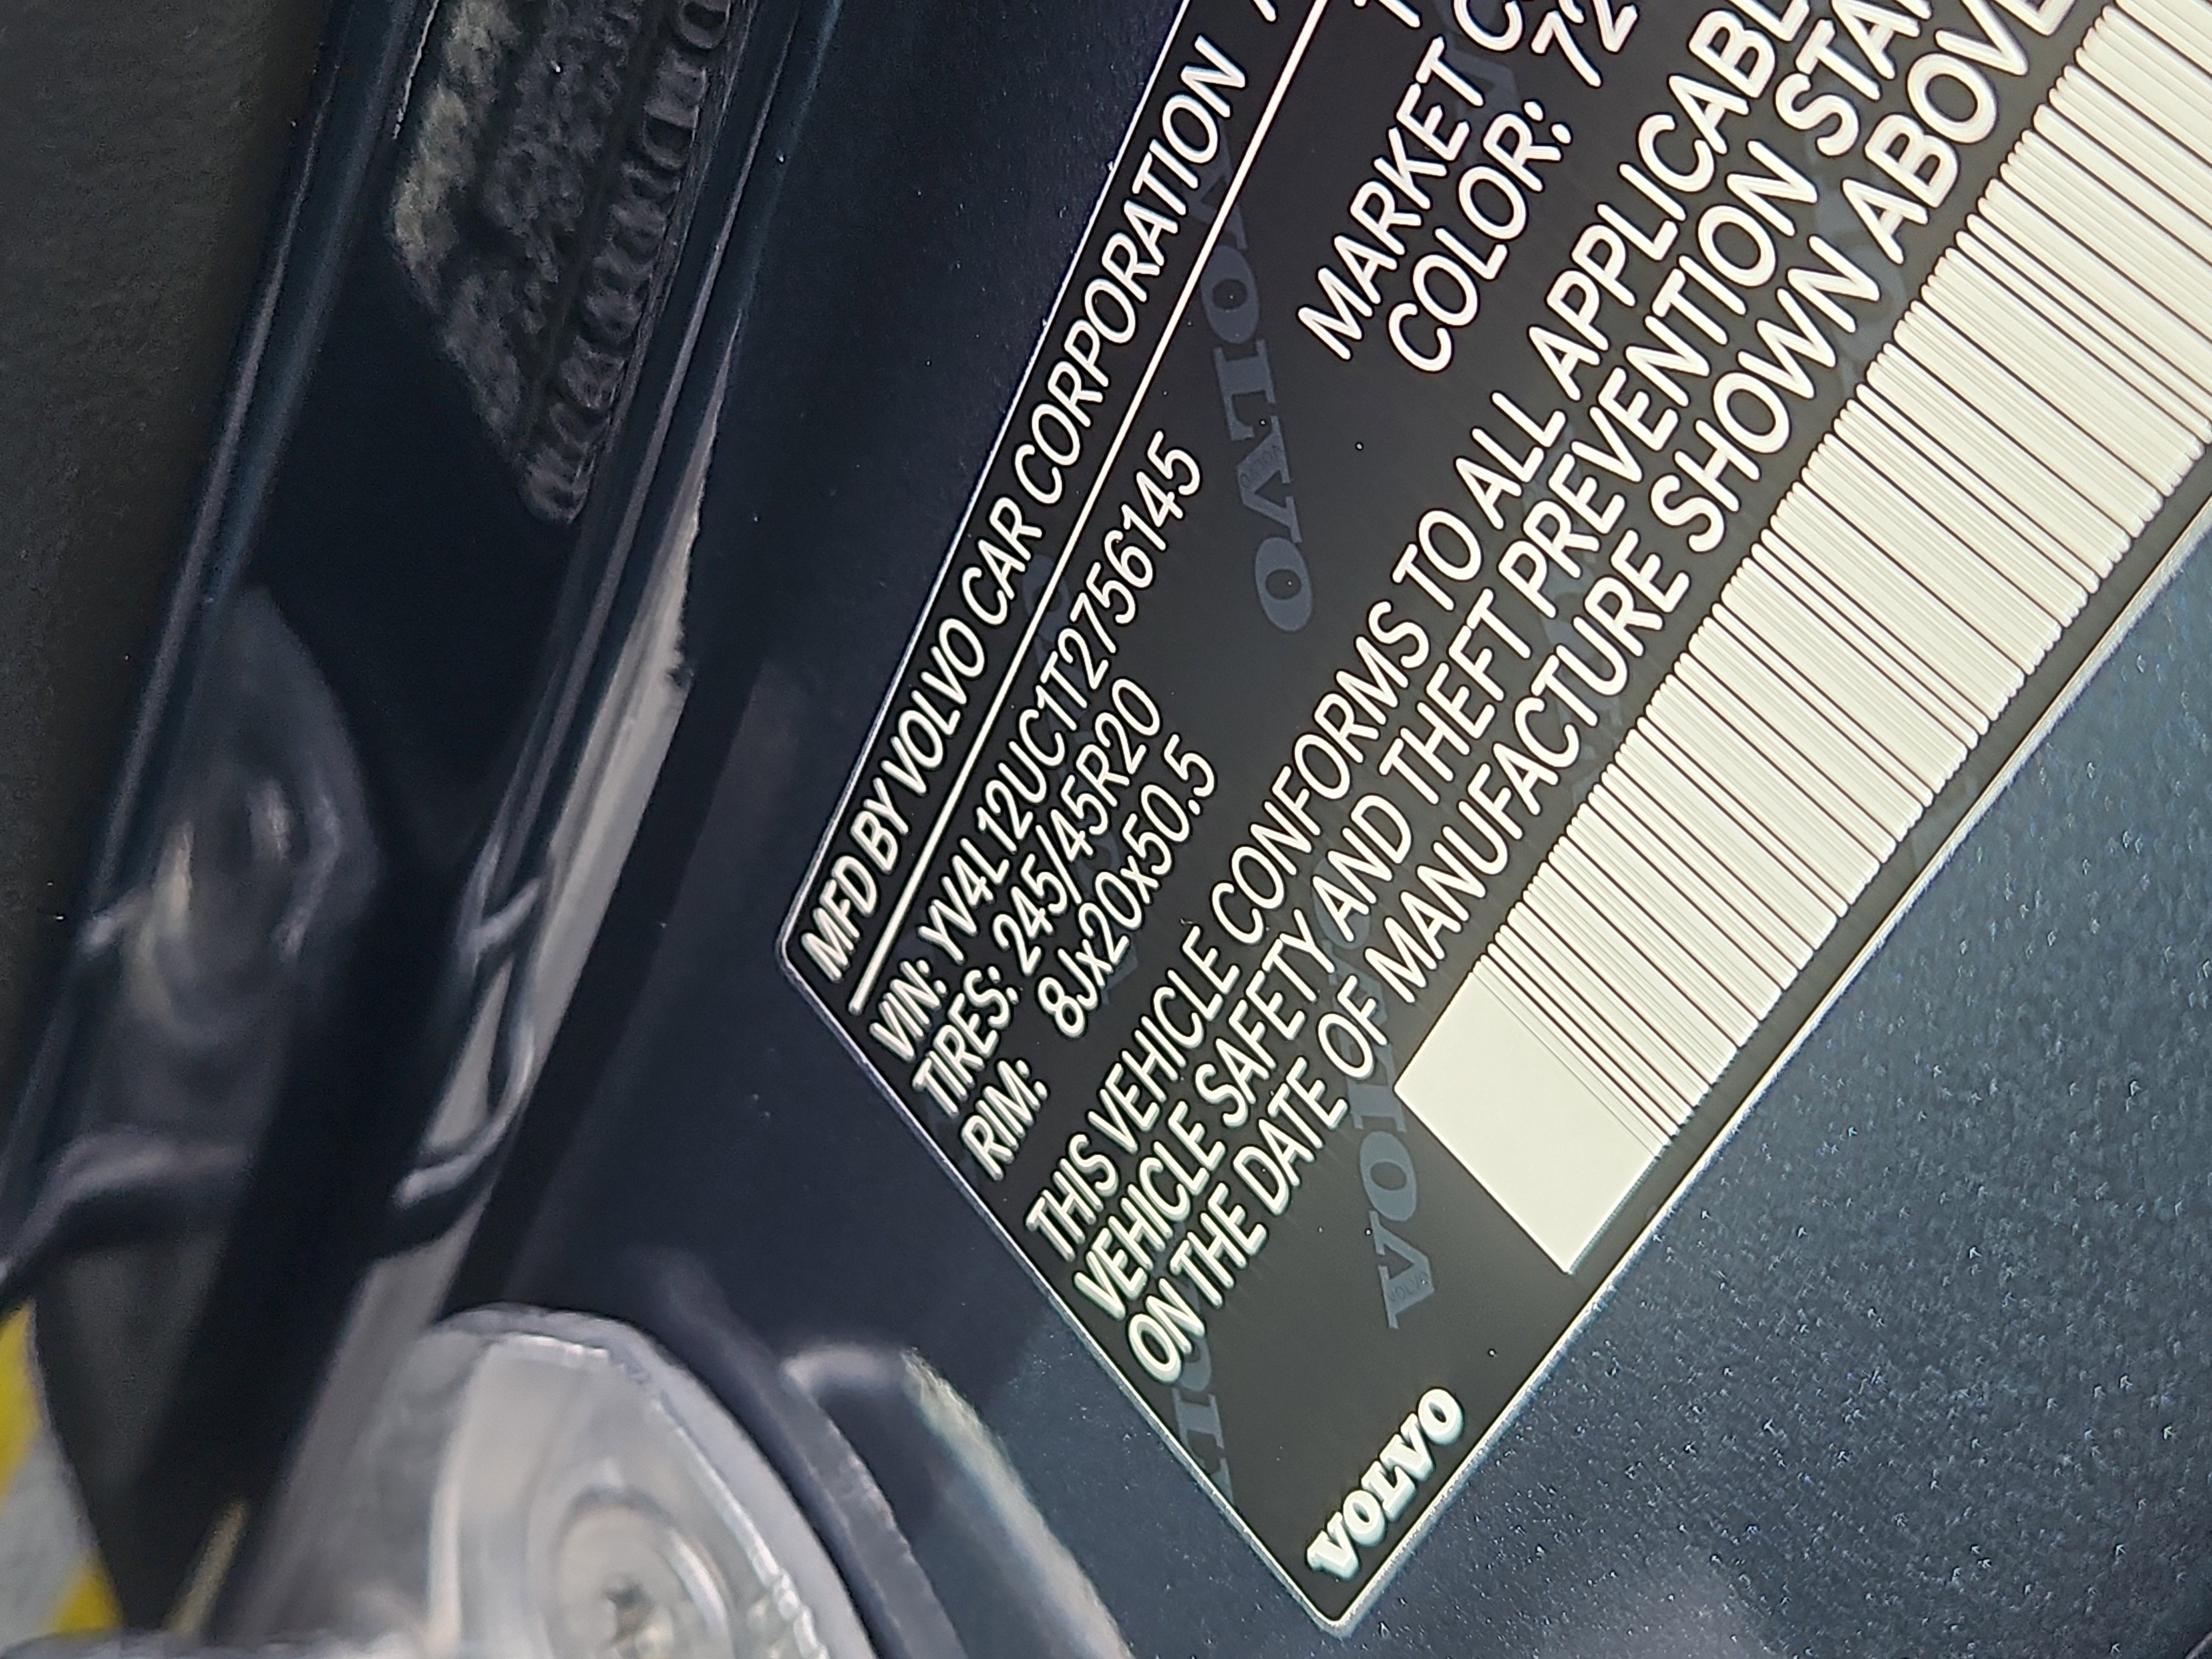 MFD BY VOLVO CAR CORPORATION
VIN: YV4L12UC1T2756145
TIRES: 245/45R20
RIM: 8Jx20x50.5
MARKET
COLOR: 72
THIS VEHICLE CONFORMS TO ALL
VEHICLE SAFETY AND THEFT PREVENTION
ON THE DATE OF MANUFACTURE SHOWN ABOVE
VOLVO